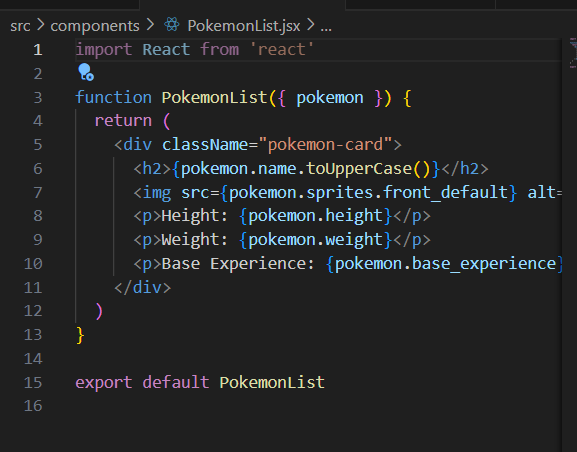 src > components > PokemonList.jsx > ...
1 import React from 'react'
2
3 function PokemonList({ pokemon }) {
4 return (
5 <div className="pokemon-card">
6 <h2>{pokemon.name.toUpperCase()}</h2>
7 <img src={pokemon.sprites.front_default} alt=
8 <p>Height: {pokemon.height}</p>
9 <p>Weight: {pokemon.weight}</p>
10 <p>Base Experience: {pokemon.base_experience}
11 </div>
12 )
13 }
14
15 export default PokemonList
16